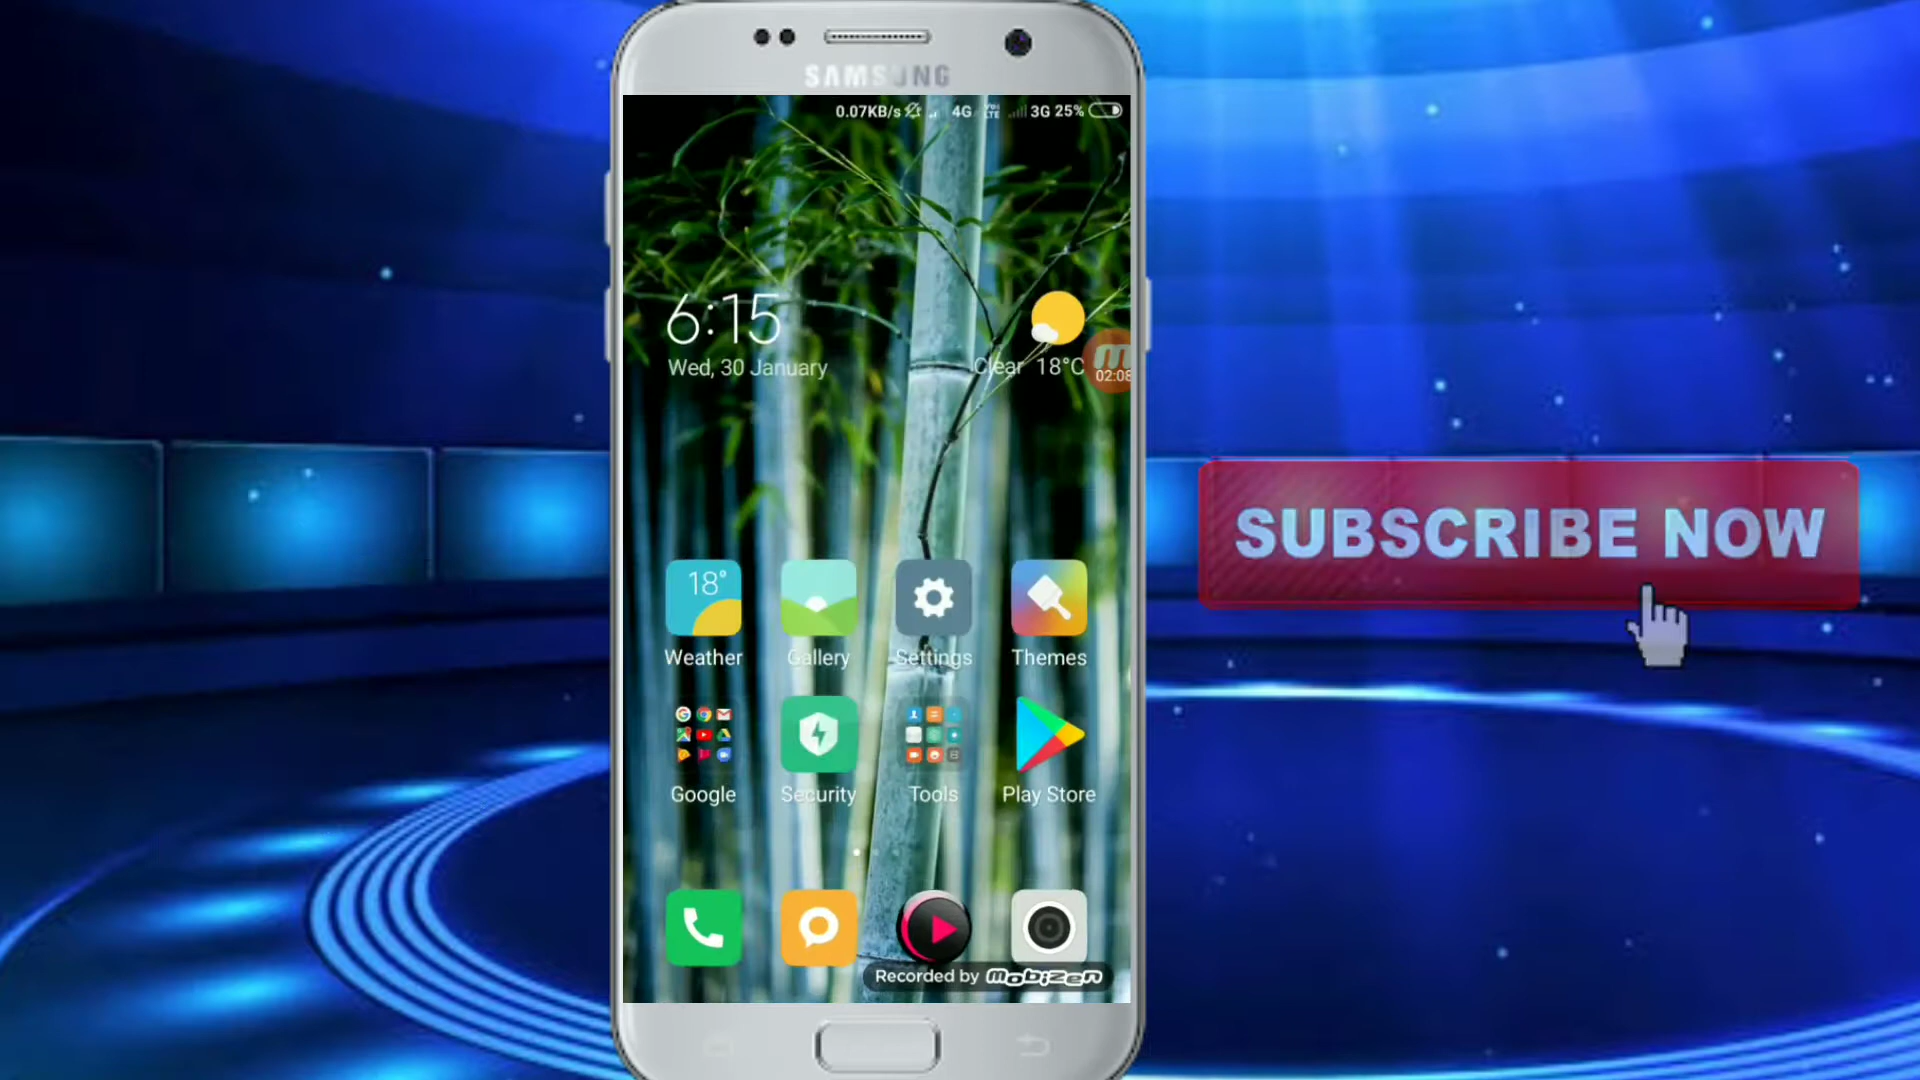 SAMSUNG
0.07KB/s 4G VoLTE 3G 25%
6:15
Wed, 30 January
Clear 18°C
02:08
SUBSCRIBE NOW
18°
Weather Gallery Settings Themes
Google Security Tools Play Store
Recorded by mobizen